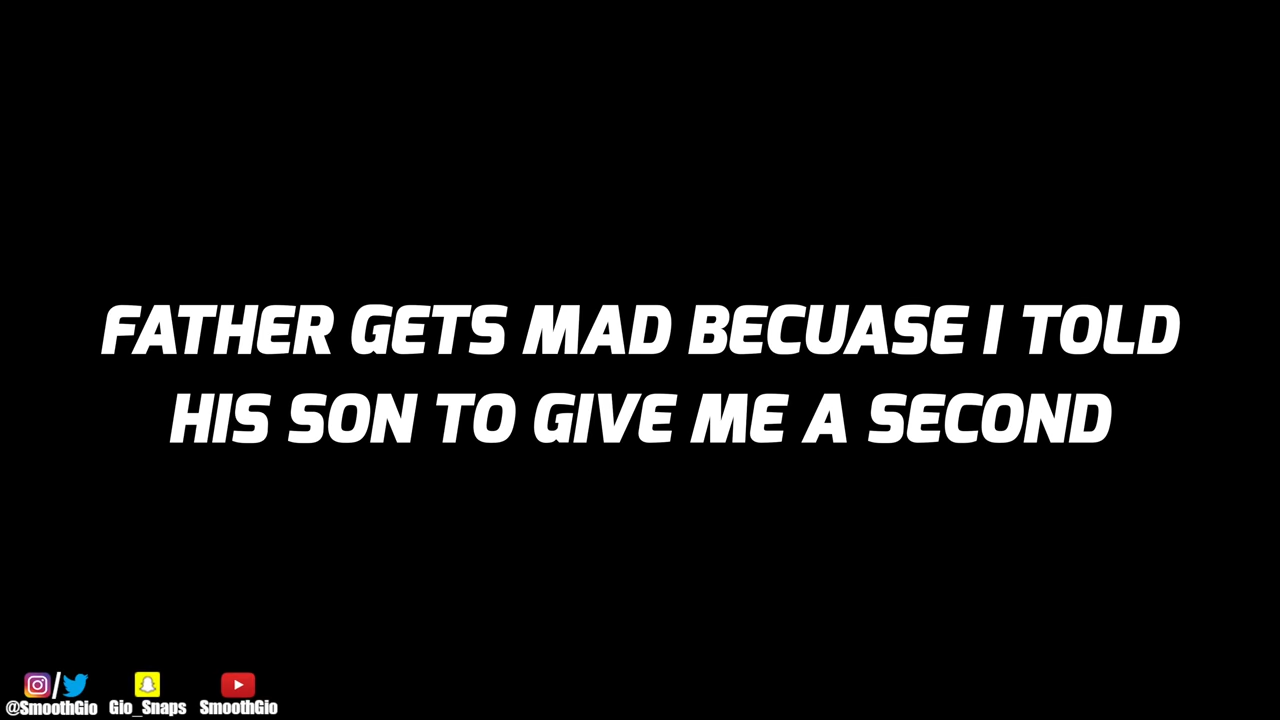 FATHER GETS MAD BECUASE I TOLD
HIS SON TO GIVE ME A SECOND
@SmoothGio Gio_Snaps SmoothGio